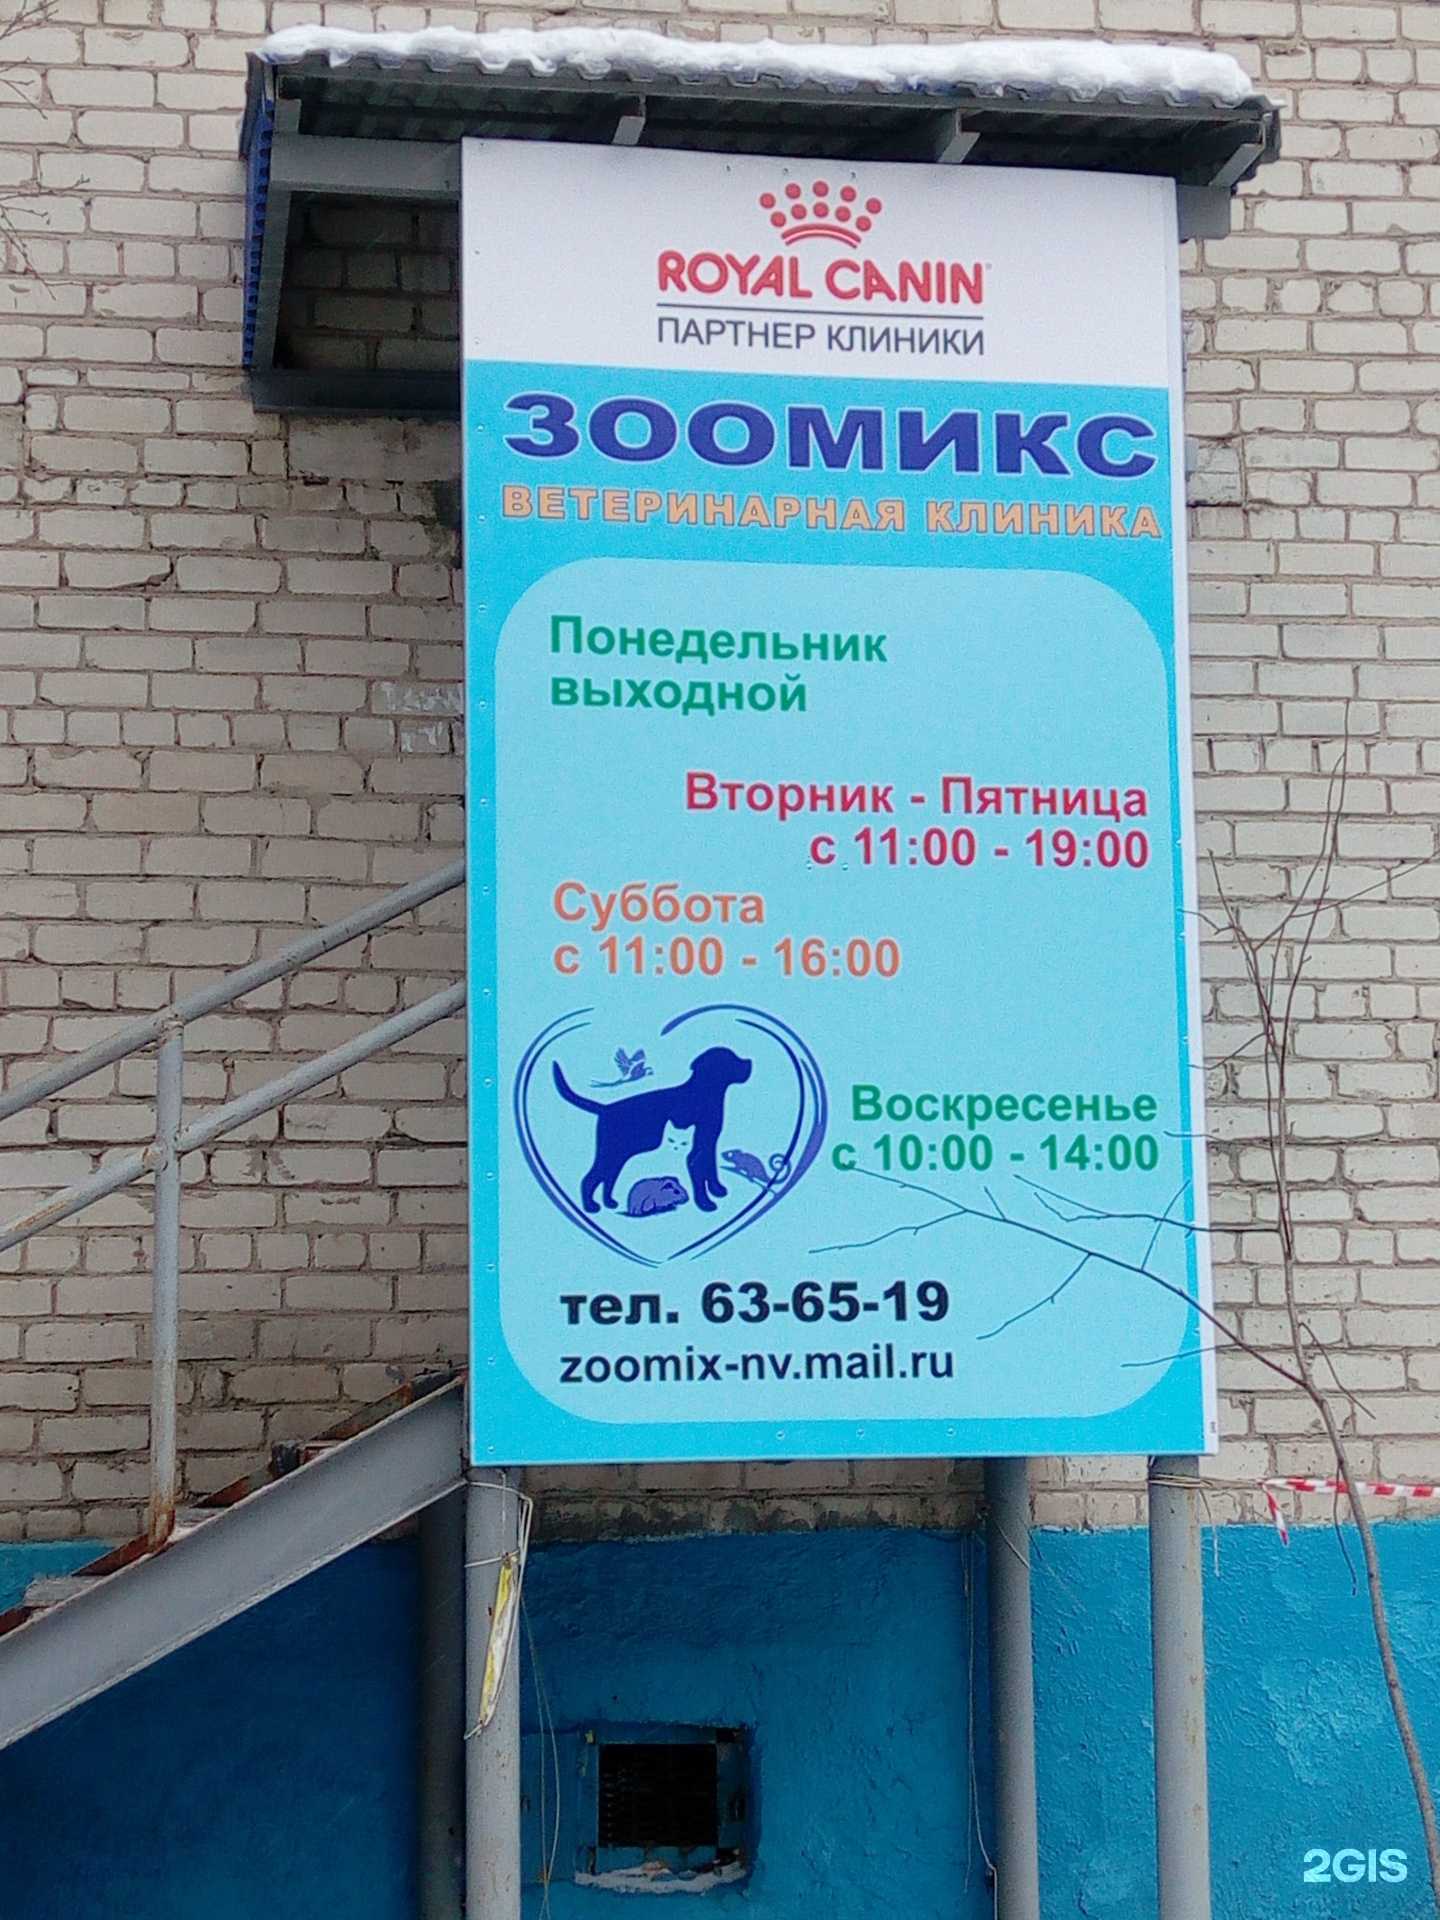 ROYAL CANIN
ПАРТНЕР КЛИНИКИ
ЗООМИКС
ВЕТЕРИНАРНАЯ КЛИНИКА
Понедельник
выходной
Вторник - Пятница
с 11:00 - 19:00
Суббота
с 11:00 - 16:00
Воскресенье
с 10:00 - 14:00
тел. 63-65-19
zoomix-nv.mail.ru
2GIS